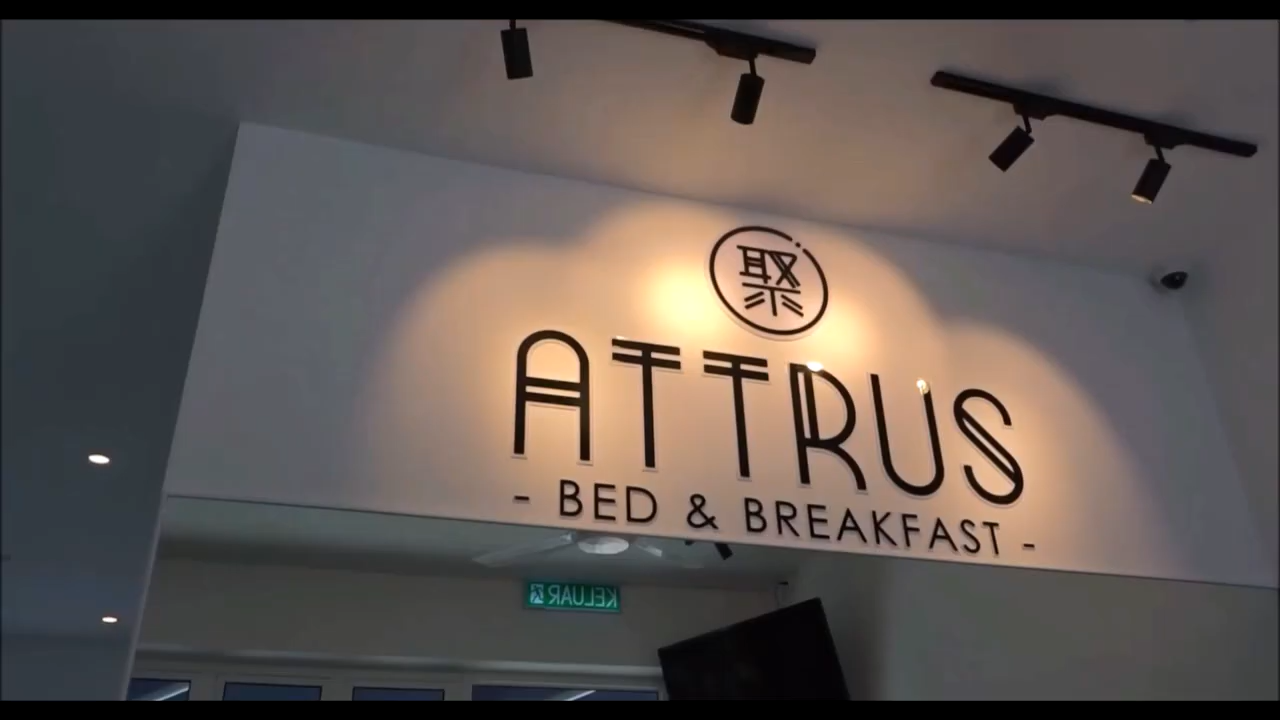 聚
ATTRUS
- BED & BREAKFAST -
KELUAR